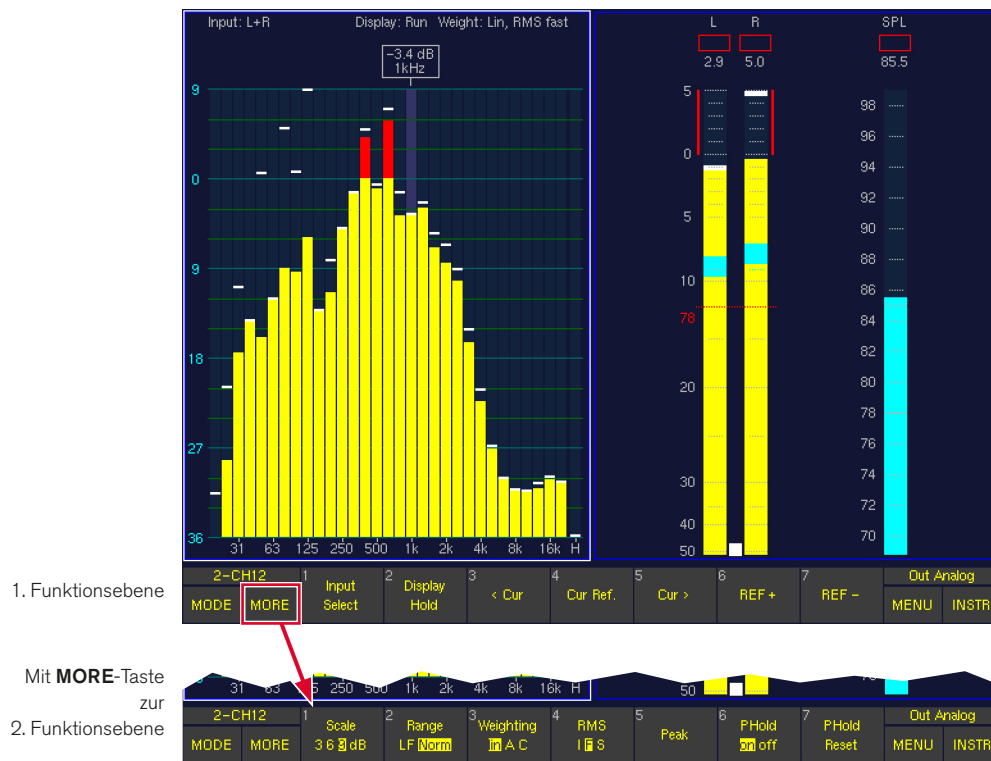 Input: L+R Display: Run Weight: Lin, RMS fast
L R SPL
2.9 5.0 85.5
−3.4 dB
1kHz
9
0
9
18
27
36
31 63 125 250 500 1k 2k 4k 8k 16k H
5
0
5
10
78
20
30
40
50
98
96
94
92
90
88
86
84
82
80
78
76
74
72
70
1. Funktionsebene
2-CH12
MODE MORE
1 Input Select
2 Display Hold
3 < Cur
4 Cur Ref.
5 Cur >
6 REF +
7 REF −
Out Analog
MENU INSTR
Mit MORE-Taste
zur
2. Funktionsebene
31 63 5 250 500 1k 2k 4k 8k 16k H
50
2-CH12
MODE MORE
1 Scale
3 6 9 dB
2 Range
LF Norm
3 Weighting
lin A C
4 RMS
I F S
5 Peak
6 PHold
on off
7 PHold
Reset
Out Analog
MENU INSTR